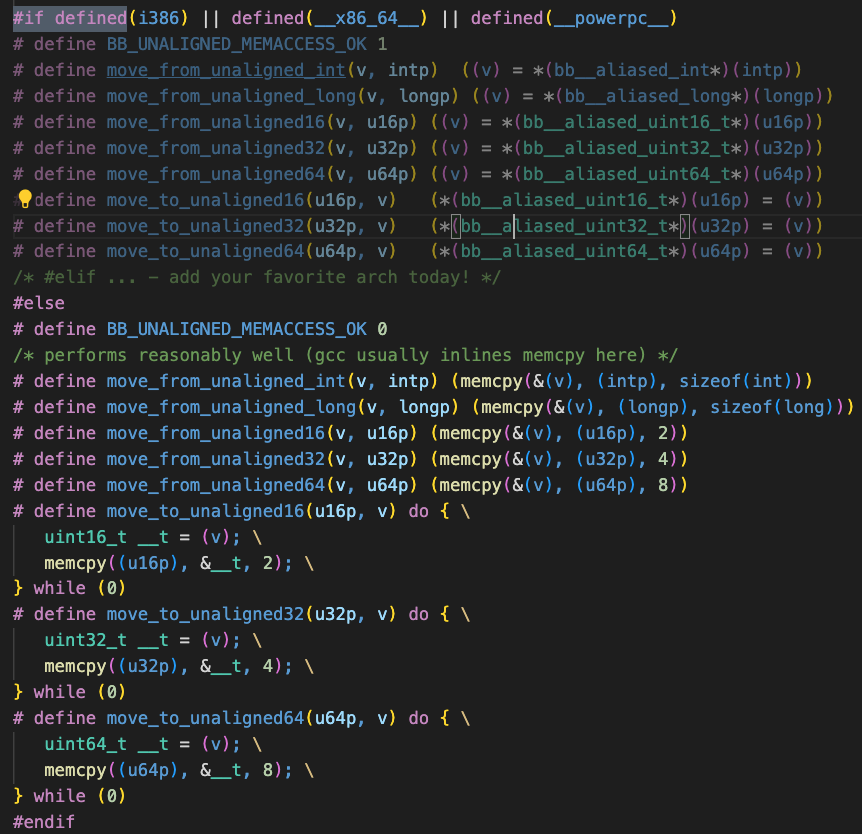 #if defined(i386) || defined(__x86_64__) || defined(__powerpc__)
# define BB_UNALIGNED_MEMACCESS_OK 1
# define move_from_unaligned_int(v, intp)  ((v) = *(bb__aliased_int*)(intp))
# define move_from_unaligned_long(v, longp) ((v) = *(bb__aliased_long*)(longp))
# define move_from_unaligned16(v, u16p) ((v) = *(bb__aliased_uint16_t*)(u16p))
# define move_from_unaligned32(v, u32p) ((v) = *(bb__aliased_uint32_t*)(u32p))
# define move_from_unaligned64(v, u64p) ((v) = *(bb__aliased_uint64_t*)(u64p))
define move_to_unaligned16(u16p, v)   (*(bb__aliased_uint16_t*)(u16p) = (v))
# define move_to_unaligned32(u32p, v)   (*(bb__aliased_uint32_t*)(u32p) = (v))
# define move_to_unaligned64(u64p, v)   (*(bb__aliased_uint64_t*)(u64p) = (v))
/* #elif ... - add your favorite arch today! */
#else
# define BB_UNALIGNED_MEMACCESS_OK 0
/* performs reasonably well (gcc usually inlines memcpy here) */
# define move_from_unaligned_int(v, intp) (memcpy(&(v), (intp), sizeof(int)))
# define move_from_unaligned_long(v, longp) (memcpy(&(v), (longp), sizeof(long)))
# define move_from_unaligned16(v, u16p) (memcpy(&(v), (u16p), 2))
# define move_from_unaligned32(v, u32p) (memcpy(&(v), (u32p), 4))
# define move_from_unaligned64(v, u64p) (memcpy(&(v), (u64p), 8))
# define move_to_unaligned16(u16p, v) do { \
   uint16_t __t = (v); \
   memcpy((u16p), &__t, 2); \
} while (0)
# define move_to_unaligned32(u32p, v) do { \
   uint32_t __t = (v); \
   memcpy((u32p), &__t, 4); \
} while (0)
# define move_to_unaligned64(u64p, v) do { \
   uint64_t __t = (v); \
   memcpy((u64p), &__t, 8); \
} while (0)
#endif